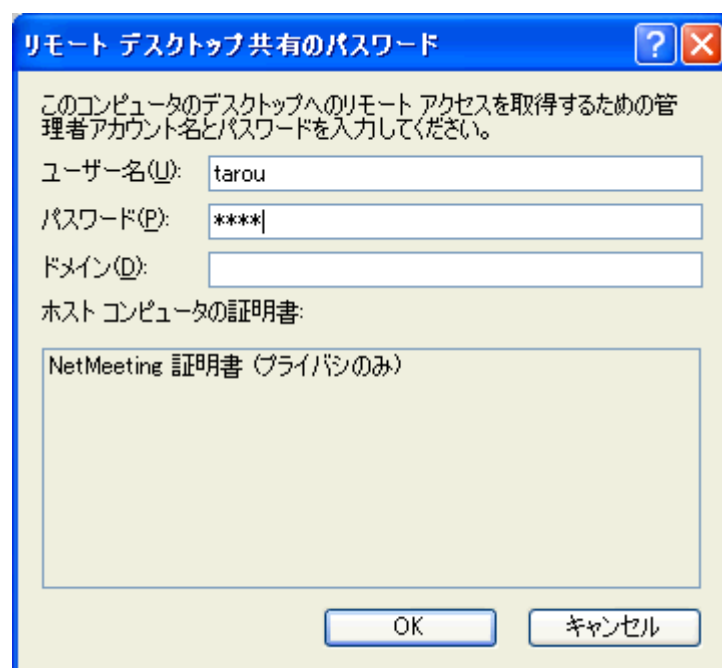 リモート デスクトップ共有のパスワード
このコンピュータのデスクトップへのリモート アクセスを取得するための管
理者アカウント名とパスワードを入力してください。
ユーザー名(U): tarou
パスワード(P): ****
ドメイン(D):
ホスト コンピュータの証明書:
NetMeeting 証明書 (プライバシのみ)
OK キャンセル